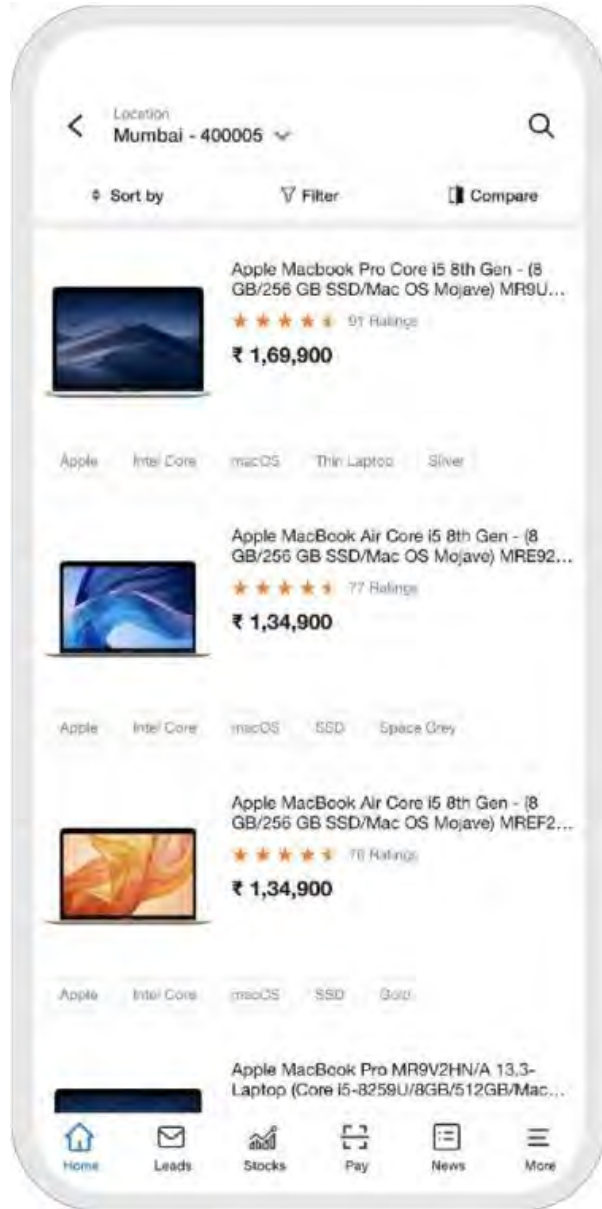 Location
Mumbai - 400005
Sort by
Filter
Compare
Apple Macbook Pro Core i5 8th Gen - (8
GB/256 GB SSD/Mac OS Mojave) MR9U...
91 Ratings
₹ 1,69,900
Apple Intel Core macOS Thin Laptop Silver
Apple MacBook Air Core i5 8th Gen - (8
GB/256 GB SSD/Mac OS Mojave) MRE92...
77 Ratings
₹ 1,34,900
Apple Intel Core macOS SSD Space Grey
Apple MacBook Air Core i5 8th Gen - (8
GB/256 GB SSD/Mac OS Mojave) MREF2...
76 Ratings
₹ 1,34,900
Apple Intel Core macOS SSD Gold
Apple MacBook Pro MR9V2HN/A 13.3-
Laptop (Core i5-8259U/8GB/512GB/Mac...
Home
Leads
Stocks
Pay
News
More